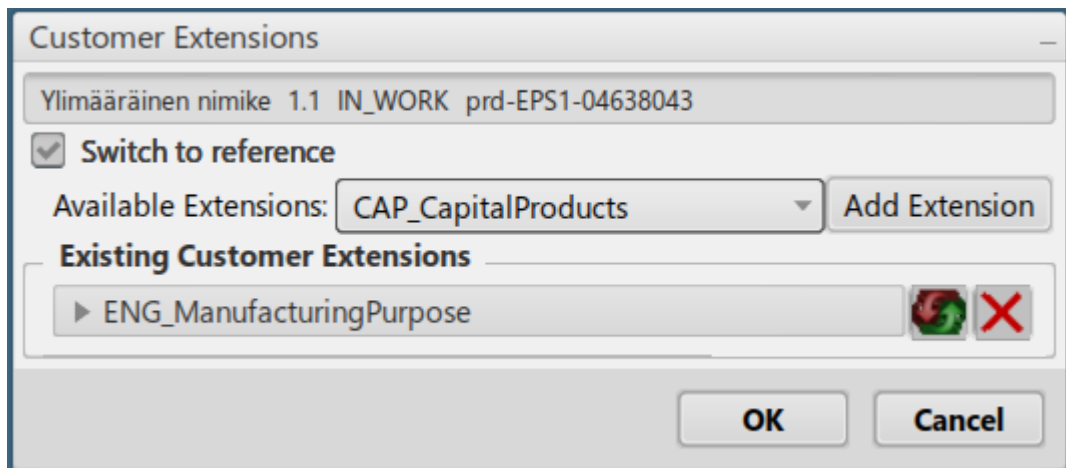 Customer Extensions
Ylimääräinen nimike 1.1 IN_WORK prd-EPS1-04638043
Switch to reference
Available Extensions: CAP_CapitalProducts Add Extension
Existing Customer Extensions
ENG_ManufacturingPurpose
OK Cancel